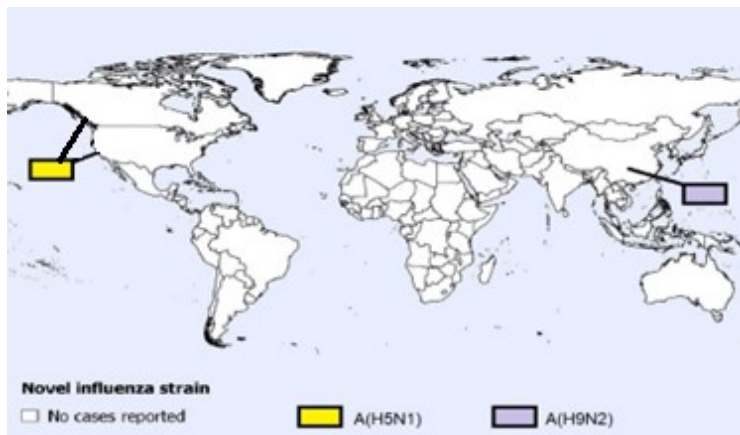 Novel influenza strain
No cases reported
A(H5N1)
A(H9N2)